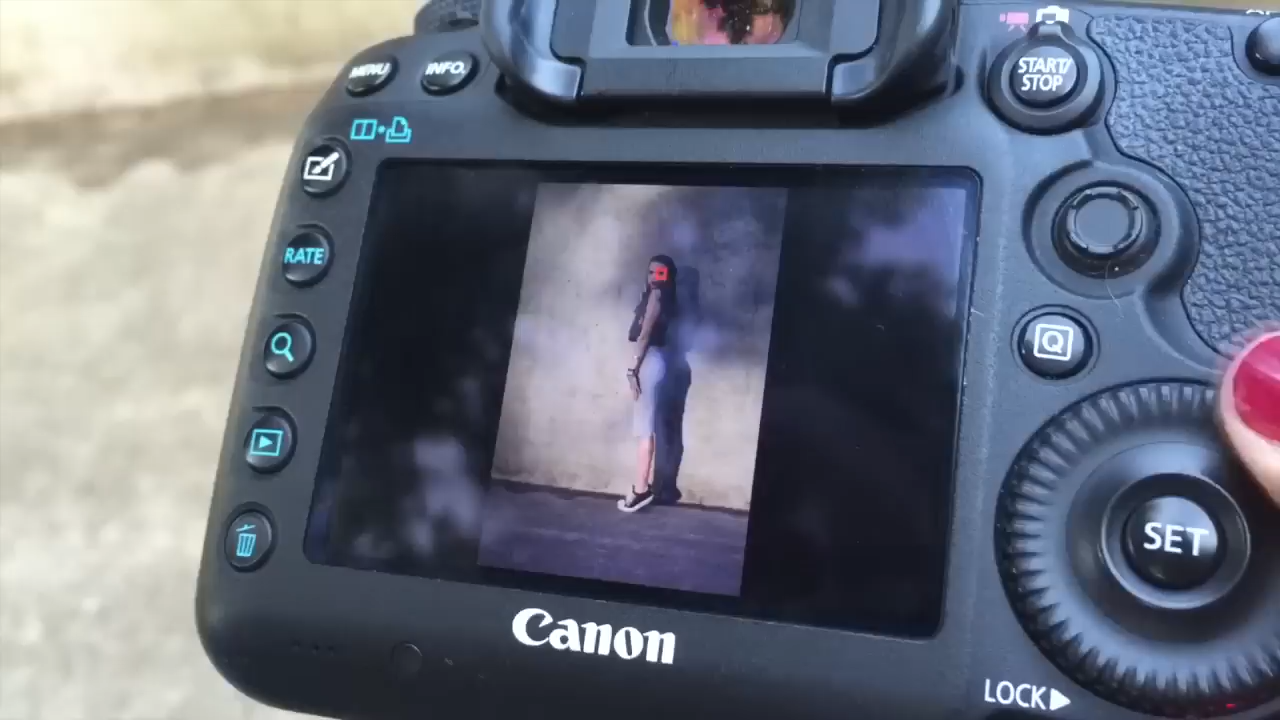 MENU
INFO.
START/
STOP
RATE
Q
SET
Canon
LOCK▶